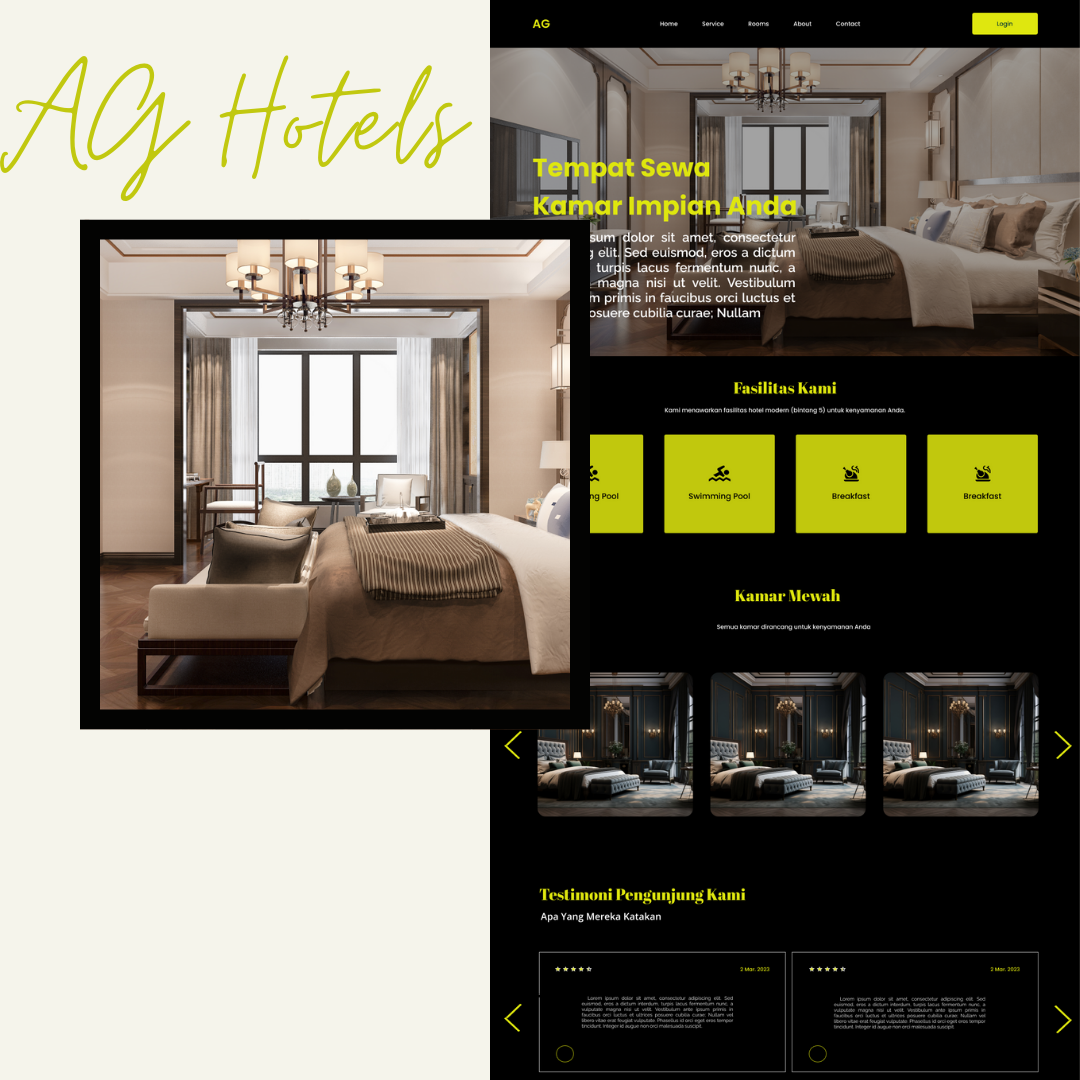 AG Hotels
AG
Home
Service
Rooms
About
Contact
Login
Tempat Sewa
Kamar Impian Anda
sum dolor sit amet, consectetur
g elit. Sed euismod, eros a dictum
turpis lacus fermentum nunc, a
magna nisi ut velit. Vestibulum
m primis in faucibus orci luctus et
osuere cubilia curae; Nullam
Fasilitas Kami
Kami menawarkan fasilitas hotel modern (bintang 5) untuk kenyamanan Anda.
ng Pool
Swimming Pool
Breakfast
Breakfast
Kamar Mewah
Semua kamar dirancang untuk kenyamanan Anda
Testimoni Pengunjung Kami
Apa Yang Mereka Katakan
2 Mar. 2023
Lorem ipsum dolor sit amet, consectetur adipiscing elit. Sed
euismod, eros a dictum interdum, turpis lacus fermentum nunc, a
vulputate magna nisi ut velit. Vestibulum ante ipsum primis in
faucibus orci luctus et ultrices posuere cubilia curae; Nullam vel
libero vitae erat feugiat vulputate. Phasellus id orci eget eros tempor
tincidunt. Integer id augue non orci malesuada suscipit.
2 Mar. 2023
Lorem ipsum dolor sit amet, consectetur adipiscing elit. Sed
euismod, eros a dictum interdum, turpis lacus fermentum nunc, a
vulputate magna nisi ut velit. Vestibulum ante ipsum primis in
faucibus orci luctus et ultrices posuere cubilia curae; Nullam vel
libero vitae erat feugiat vulputate. Phasellus id orci eget eros tempor
tincidunt. Integer id augue non orci malesuada suscipit.